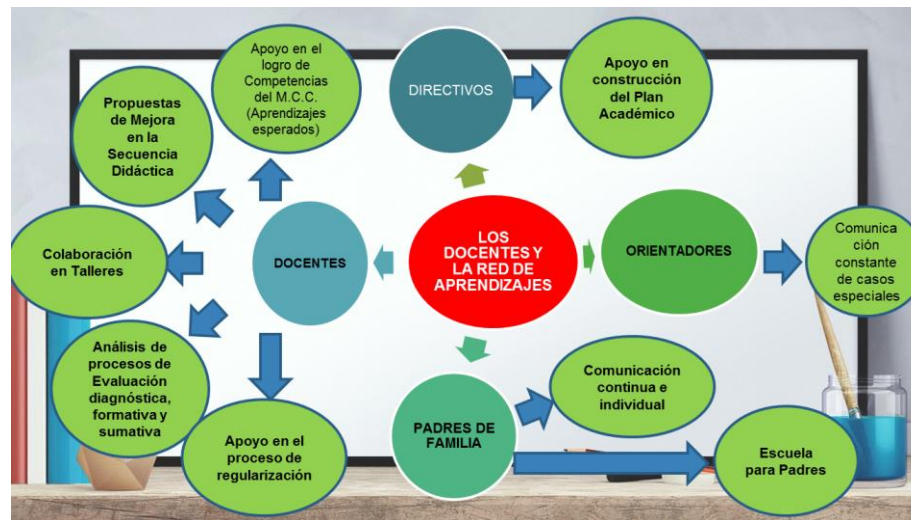 Apoyo en el
logro de
Competencias
del M.C.C.
(Aprendizajes
esperados)
DIRECTIVOS
Apoyo en
construcción
del Plan
Académico
Propuestas
de Mejora
en la
Secuencia
Didáctica
Colaboración
en Talleres
DOCENTES
LOS
DOCENTES Y
LA RED DE
APRENDIZAJES
ORIENTADORES
Comunica
ción
constante
de casos
especiales
Análisis de
procesos de
Evaluación
diagnóstica,
formativa y
sumativa
Apoyo en el
proceso de
regularización
PADRES DE
FAMILIA
Comunicación
continua e
individual
Escuela
para Padres